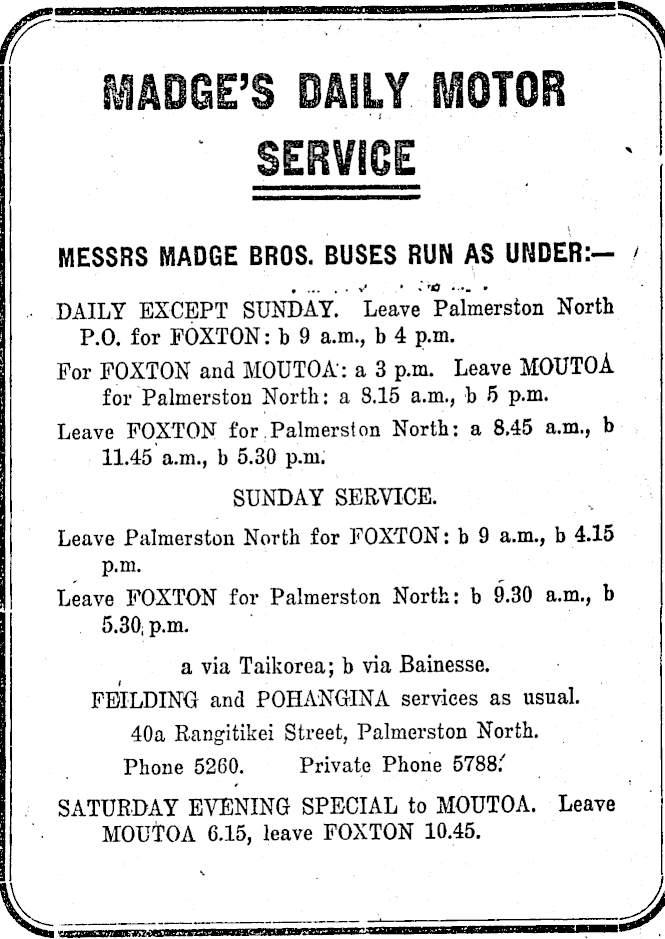 MADGE'S DAILY MOTOR
SERVICE
MESSRS MADGE BROS. BUSES RUN AS UNDER:—
DAILY EXCEPT SUNDAY. Leave Palmerston North
P.O. for FOXTON: b 9 a.m., b 4 p.m.
For FOXTON and MOUTOA: a 3 p.m. Leave MOUTOA
for Palmerston North: a 8.15 a.m., b 5 p.m.
Leave FOXTON for Palmerston North: a 8.45 a.m., b
11.45 a.m., b 5.30 p.m.
SUNDAY SERVICE.
Leave Palmerston North for FOXTON: b 9 a.m., b 4.15
p.m.
Leave FOXTON for Palmerston North: b 9.30 a.m., b
5.30 p.m.
a via Taikorea; b via Bainesse.
FEILDING and POHANGINA services as usual.
40a Rangitikei Street, Palmerston North.
Phone 5260. Private Phone 5788.
SATURDAY EVENING SPECIAL to MOUTOA. Leave
MOUTOA 6.15, leave FOXTON 10.45.